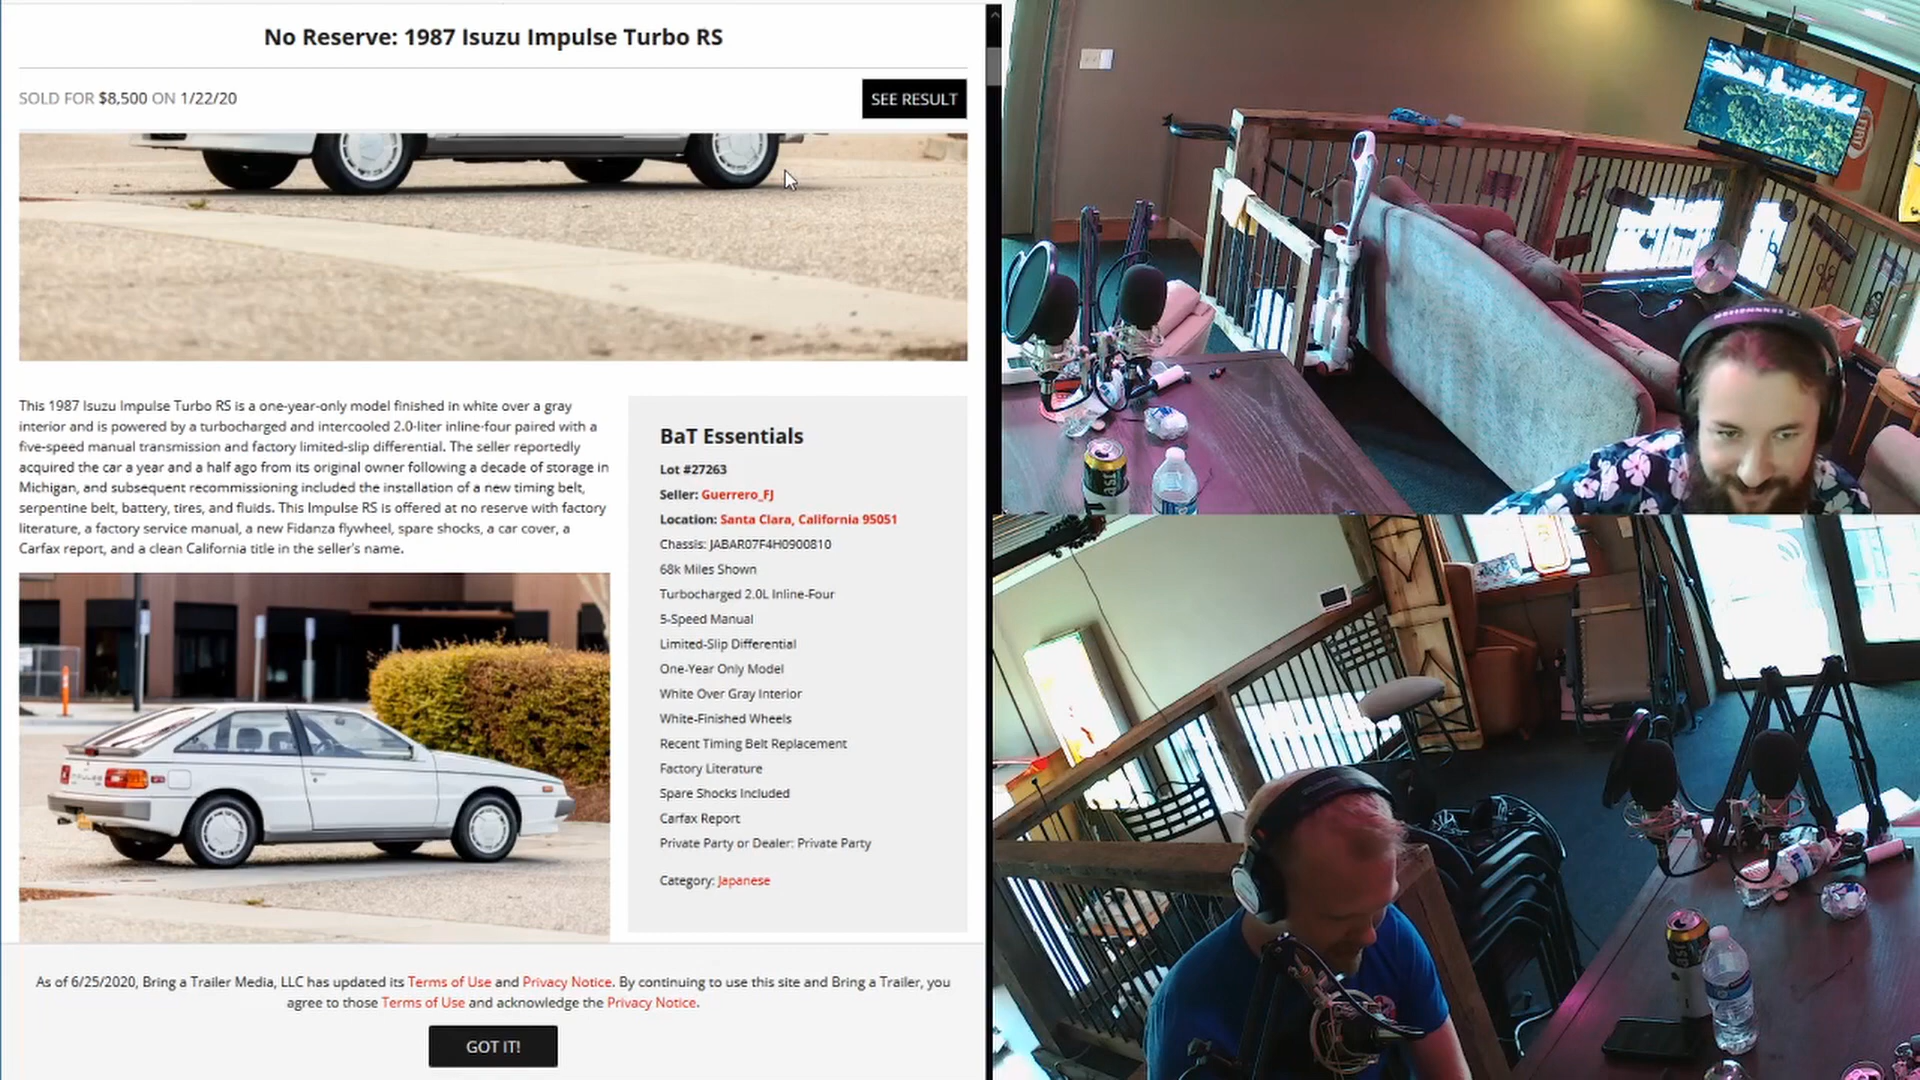 No Reserve: 1987 Isuzu Impulse Turbo RS
SOLD FOR $8,500 ON 1/22/20
SEE RESULT
This 1987 Isuzu Impulse Turbo RS is a one-year-only model finished in white over a gray
interior and is powered by a turbocharged and intercooled 2.0-liter inline-four paired with a
five-speed manual transmission and factory limited-slip differential. The seller reportedly
acquired the car a year and a half ago from its original owner following a decade of storage in
Michigan, and subsequent recommissioning included the installation of a new timing belt,
serpentine belt, battery, tires, and fluids. This Impulse RS is offered at no reserve with factory
literature, a factory service manual, a new Fidanza flywheel, spare shocks, a car cover, a
Carfax report, and a clean California title in the seller's name.
BaT Essentials
Lot #27263
Seller: Guerrero_FJ
Location: Santa Clara, California 95051
Chassis: JABAR07F4H0900810
68k Miles Shown
Turbocharged 2.0L Inline-Four
5-Speed Manual
Limited-Slip Differential
One-Year Only Model
White Over Gray Interior
White-Finished Wheels
Recent Timing Belt Replacement
Factory Literature
Spare Shocks Included
Carfax Report
Private Party or Dealer: Private Party
Category: Japanese
As of 6/25/2020, Bring a Trailer Media, LLC has updated its Terms of Use and Privacy Notice. By continuing to use this site and Bring a Trailer, you
agree to those Terms of Use and acknowledge the Privacy Notice.
GOT IT!